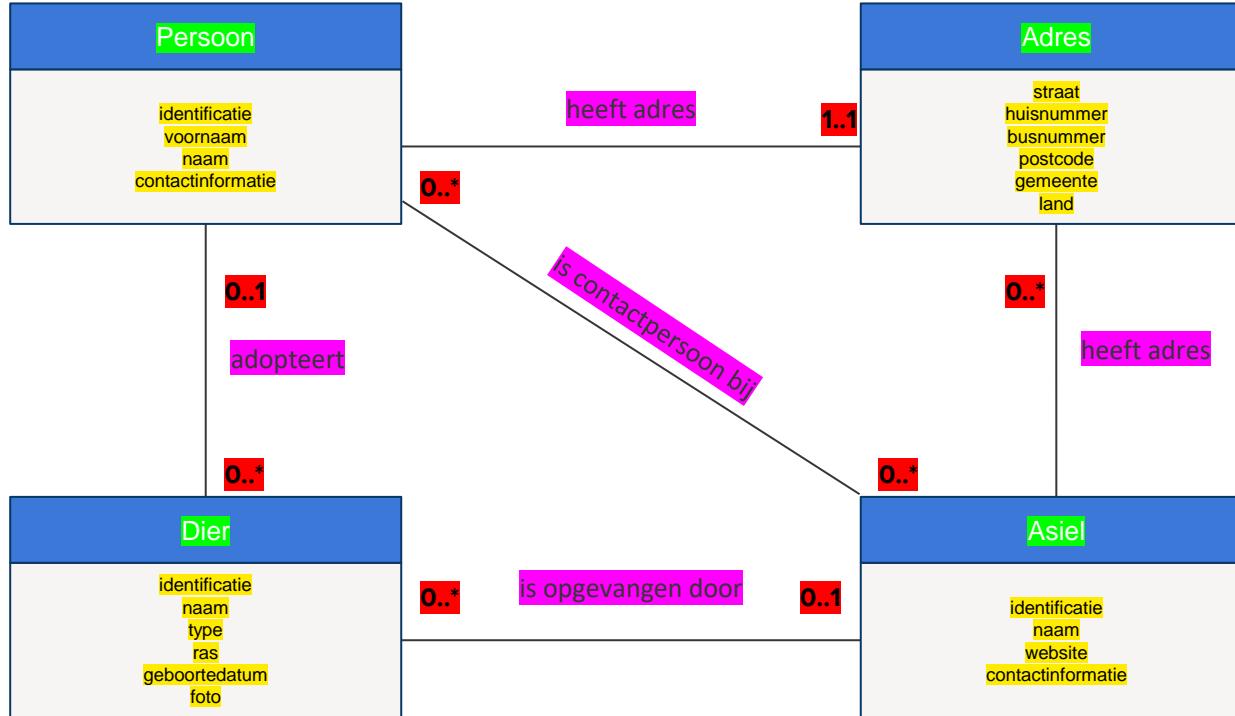 Persoon
identificatie
voornaam
naam
contactinformatie
heeft adres
1..1
Adres
straat
huisnummer
busnummer
postcode
gemeente
land
0..*
is contactpersoon bij
0..1
adopteert
0..*
0..*
heeft adres
0..*
Dier
identificatie
naam
type
ras
geboortedatum
foto
0..*
is opgevangen door
0..1
Asiel
identificatie
naam
website
contactinformatie